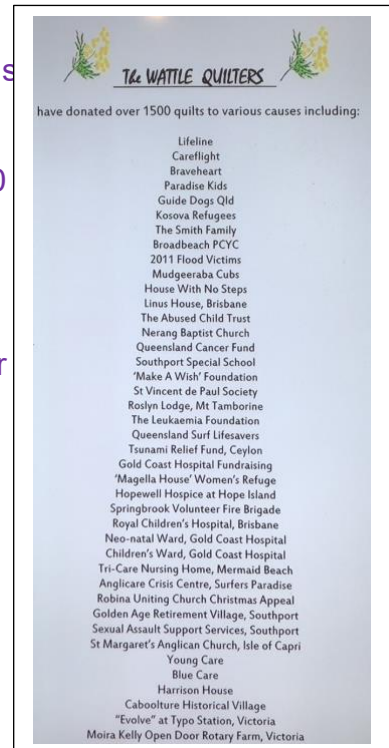 The WATTLE QUILTERS
have donated over 1500 quilts to various causes including:
Lifeline
Careflight
Braveheart
Paradise Kids
Guide Dogs Qld
Kosova Refugees
The Smith Family
Broadbeach PCYC
2011 Flood Victims
Mudgeeraba Cubs
House With No Steps
Linus House, Brisbane
The Abused Child Trust
Nerang Baptist Church
Queensland Cancer Fund
Southport Special School
'Make A Wish' Foundation
St Vincent de Paul Society
Roslyn Lodge, Mt Tamborine
The Leukaemia Foundation
Queensland Surf Lifesavers
Tsunami Relief Fund, Ceylon
Gold Coast Hospital Fundraising
'Magella House' Women's Refuge
Hopewell Hospice at Hope Island
Springbrook Volunteer Fire Brigade
Royal Children's Hospital, Brisbane
Neo-natal Ward, Gold Coast Hospital
Children's Ward, Gold Coast Hospital
Tri-Care Nursing Home, Mermaid Beach
Anglicare Crisis Centre, Surfers Paradise
Robina Uniting Church Christmas Appeal
Golden Age Retirement Village, Southport
Sexual Assault Support Services, Southport
St Margaret's Anglican Church, Isle of Capri
Young Care
Blue Care
Harrison House
Caboolture Historical Village
"Evolve" at Typo Station, Victoria
Moira Kelly Open Door Rotary Farm, Victoria